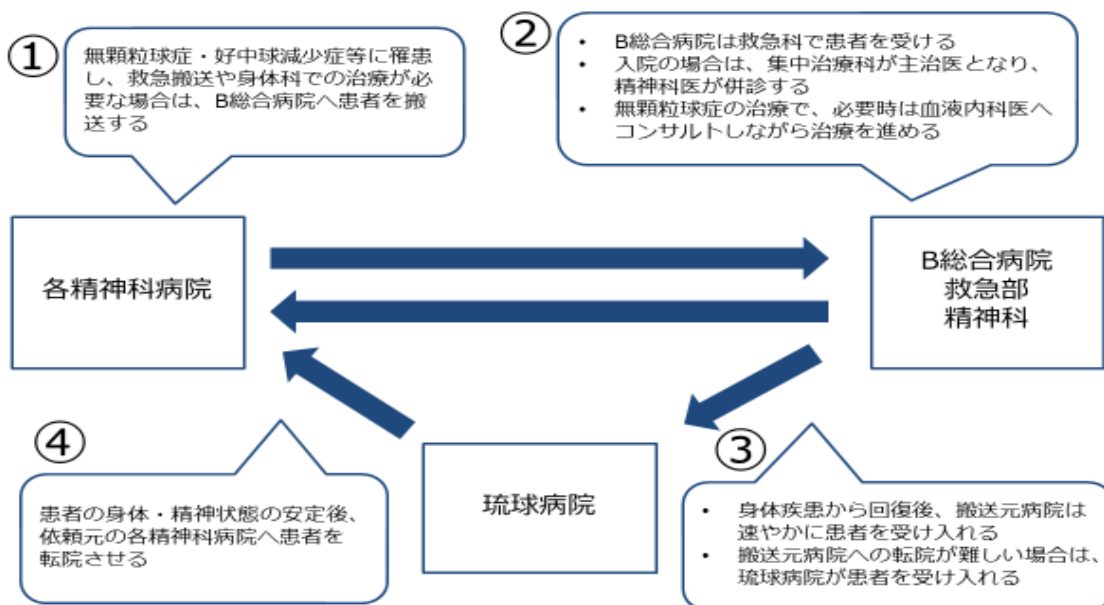 ①
無顆粒球症・好中球減少症等に罹患
し、救急搬送や身体科での治療が必
要な場合は、B総合病院へ患者を搬
送する
②
• B総合病院は救急科で患者を受ける
• 入院の場合は、集中治療科が主治医となり、
精神科医が併診する
• 無顆粒球症の治療で、必要時は血液内科医へ
コンサルトしながら治療を進める
各精神科病院
B総合病院
救急部
精神科
④
患者の身体・精神状態の安定後、
依頼元の各精神科病院へ患者を
転院させる
琉球病院
③
• 身体疾患から回復後、搬送元病院は
速やかに患者を受け入れる
• 搬送元病院への転院が難しい場合は、
琉球病院が患者を受け入れる